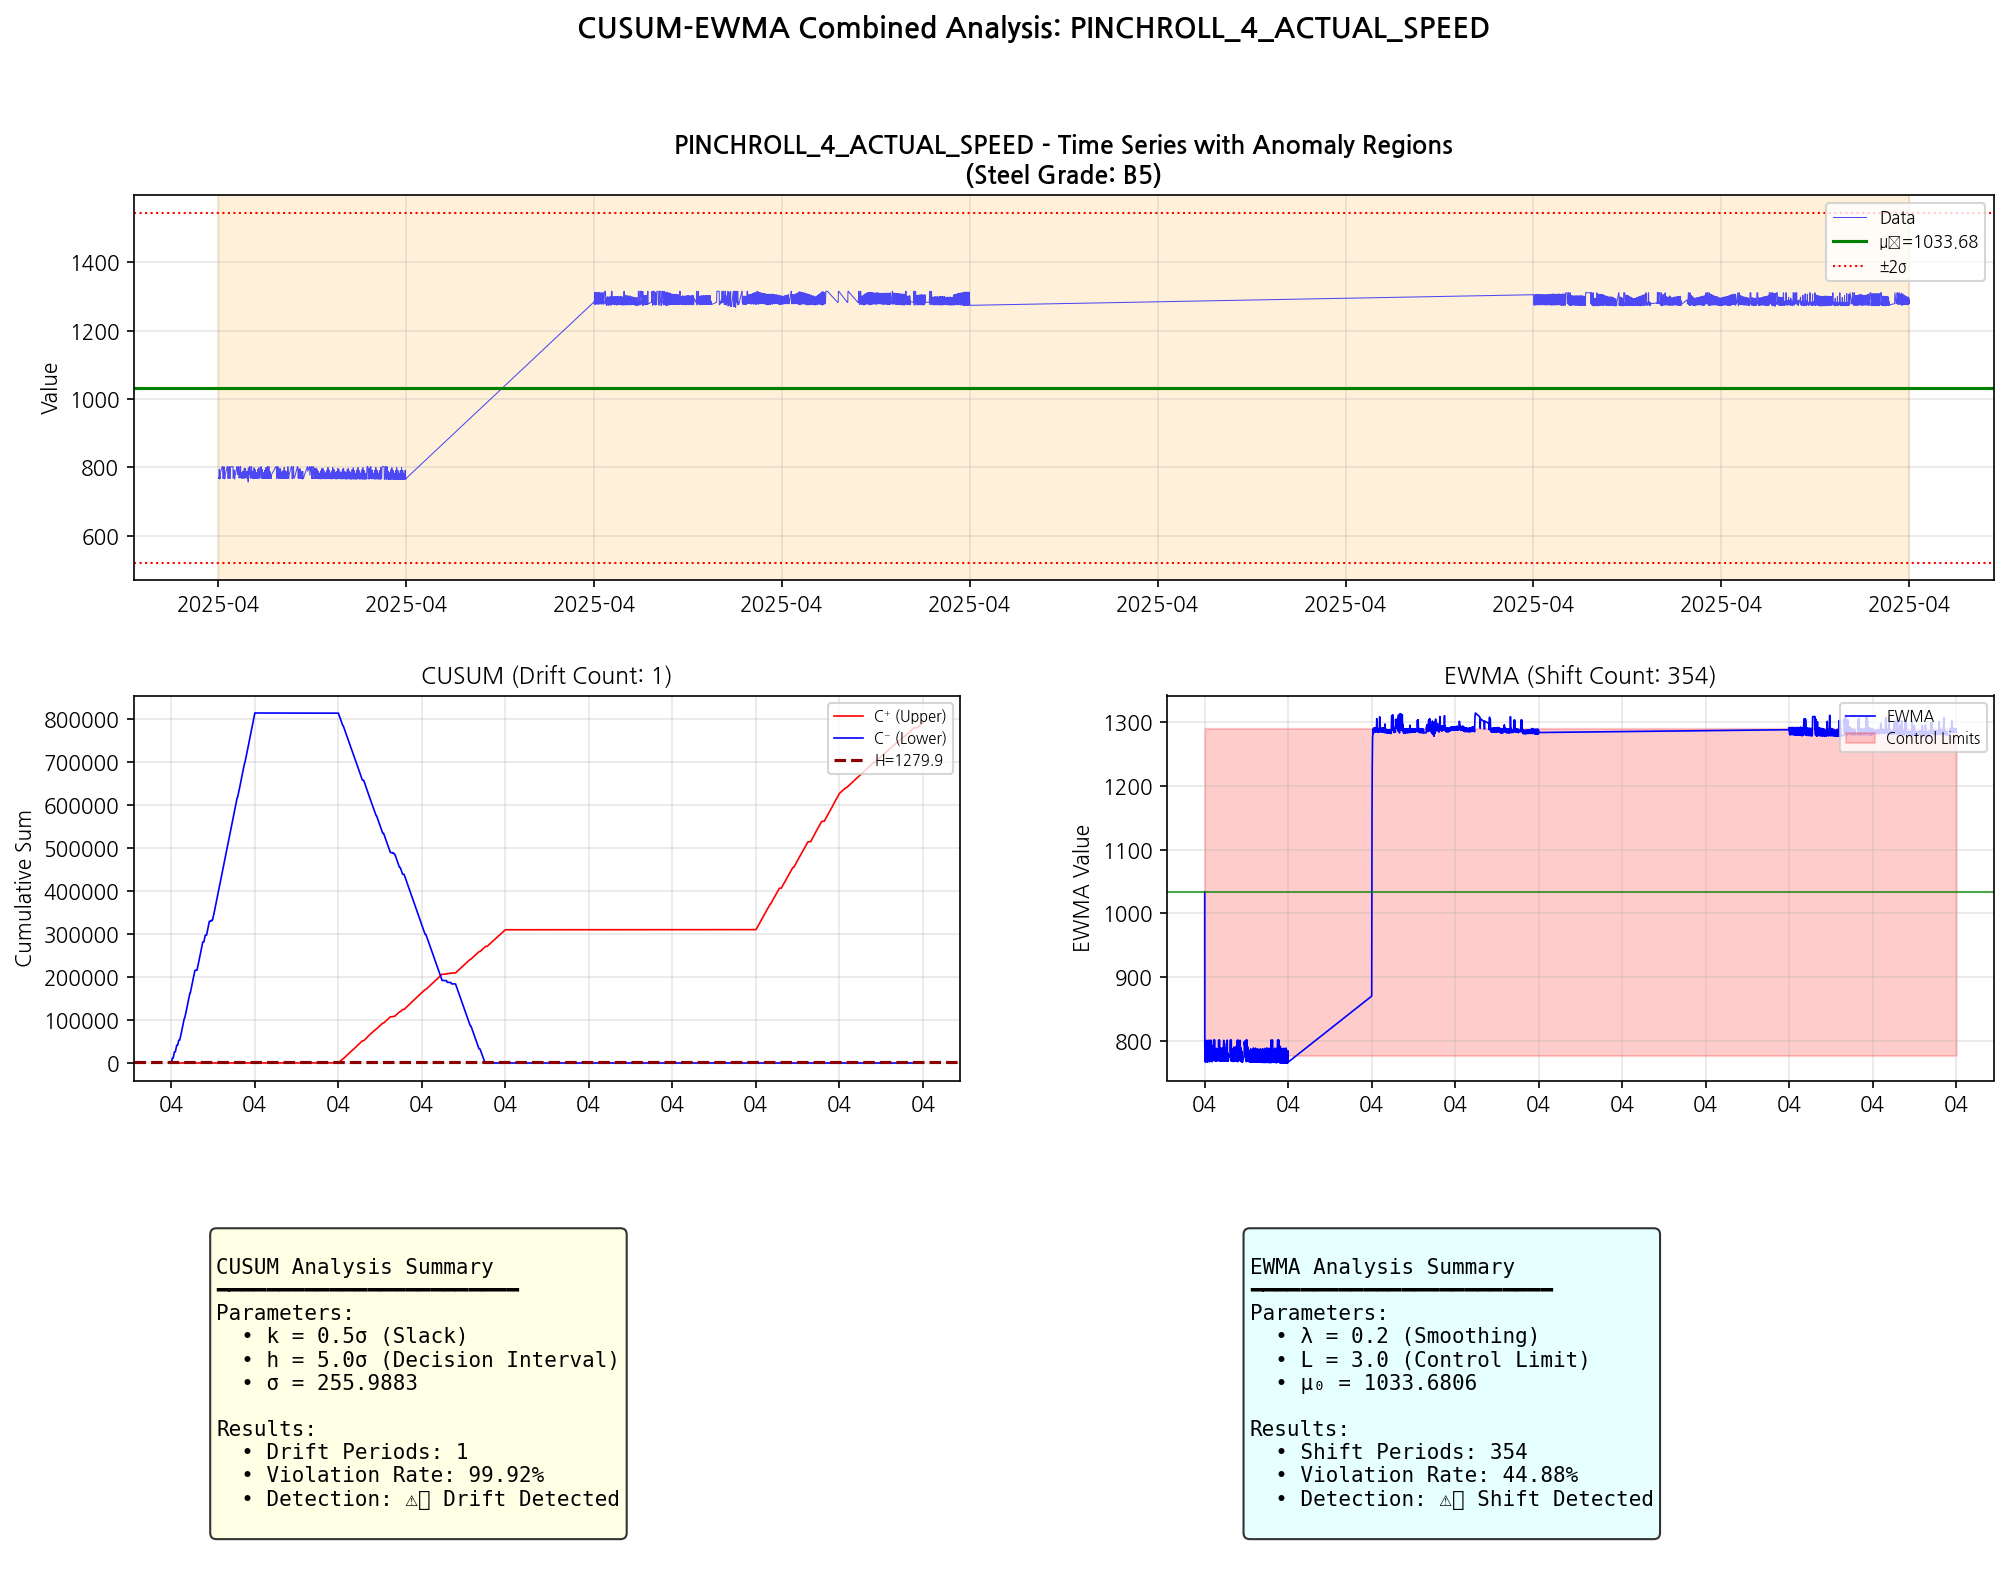 CUSUM-EWMA Combined Analysis: PINCHROLL_4_ACTUAL_SPEED
PINCHROLL_4_ACTUAL_SPEED - Time Series with Anomaly Regions
(Steel Grade: B5)
Value
1400
1200
1000
800
600
Data
μ=1033.68
±2σ
2025-04 2025-04 2025-04 2025-04 2025-04 2025-04 2025-04 2025-04 2025-04 2025-04
CUSUM (Drift Count: 1)
Cumulative Sum
800000
700000
600000
500000
400000
300000
200000
100000
0
C⁺ (Upper)
C⁻ (Lower)
H=1279.9
04 04 04 04 04 04 04 04 04 04
EWMA (Shift Count: 354)
EWMA Value
1300
1200
1100
1000
900
800
EWMA
Control Limits
04 04 04 04 04 04 04 04 04 04
CUSUM Analysis Summary
Parameters:
• k = 0.5σ (Slack)
• h = 5.0σ (Decision Interval)
• σ = 255.9883
Results:
• Drift Periods: 1
• Violation Rate: 99.92%
• Detection: ⚠ Drift Detected
EWMA Analysis Summary
Parameters:
• λ = 0.2 (Smoothing)
• L = 3.0 (Control Limit)
• μ₀ = 1033.6806
Results:
• Shift Periods: 354
• Violation Rate: 44.88%
• Detection: ⚠ Shift Detected